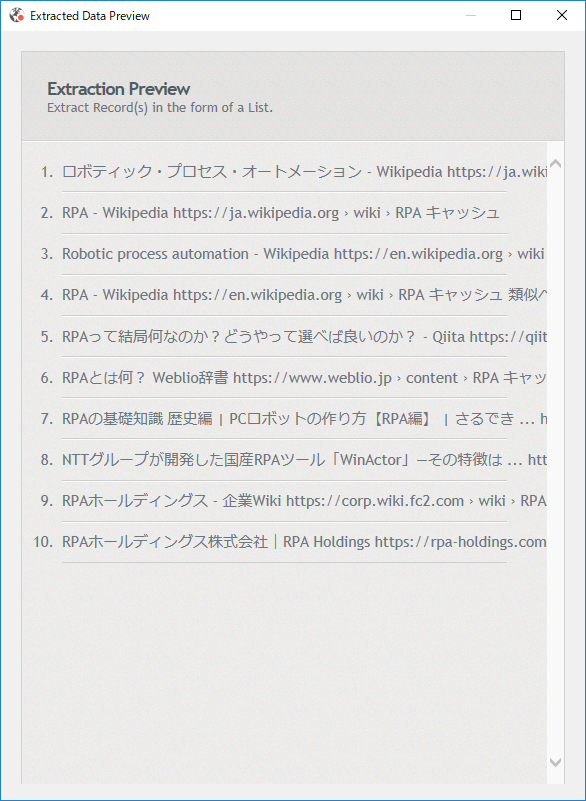 Extracted Data Preview
Extraction Preview
Extract Record(s) in the form of a List.
1. ロボティック・プロセス・オートメーション - Wikipedia https://ja.wiki
2. RPA - Wikipedia https://ja.wikipedia.org › wiki › RPA キャッシュ
3. Robotic process automation - Wikipedia https://en.wikipedia.org › wiki
4. RPA - Wikipedia https://en.wikipedia.org › wiki › RPA キャッシュ 類似ペ
5. RPAって結局何なのか？どうやって選べば良いのか？ - Qiita https://qiit
6. RPAとは何？ Weblio辞書 https://www.weblio.jp › content › RPA キャッ
7. RPAの基礎知識 歴史編 | PCロボットの作り方【RPA編】 | さるでき ... h
8. NTTグループが開発した国産RPAツール「WinActor」—その特徴は ... htt
9. RPAホールディングス - 企業Wiki https://corp.wiki.fc2.com › wiki › RPA
10. RPAホールディングス株式会社｜RPA Holdings https://rpa-holdings.com